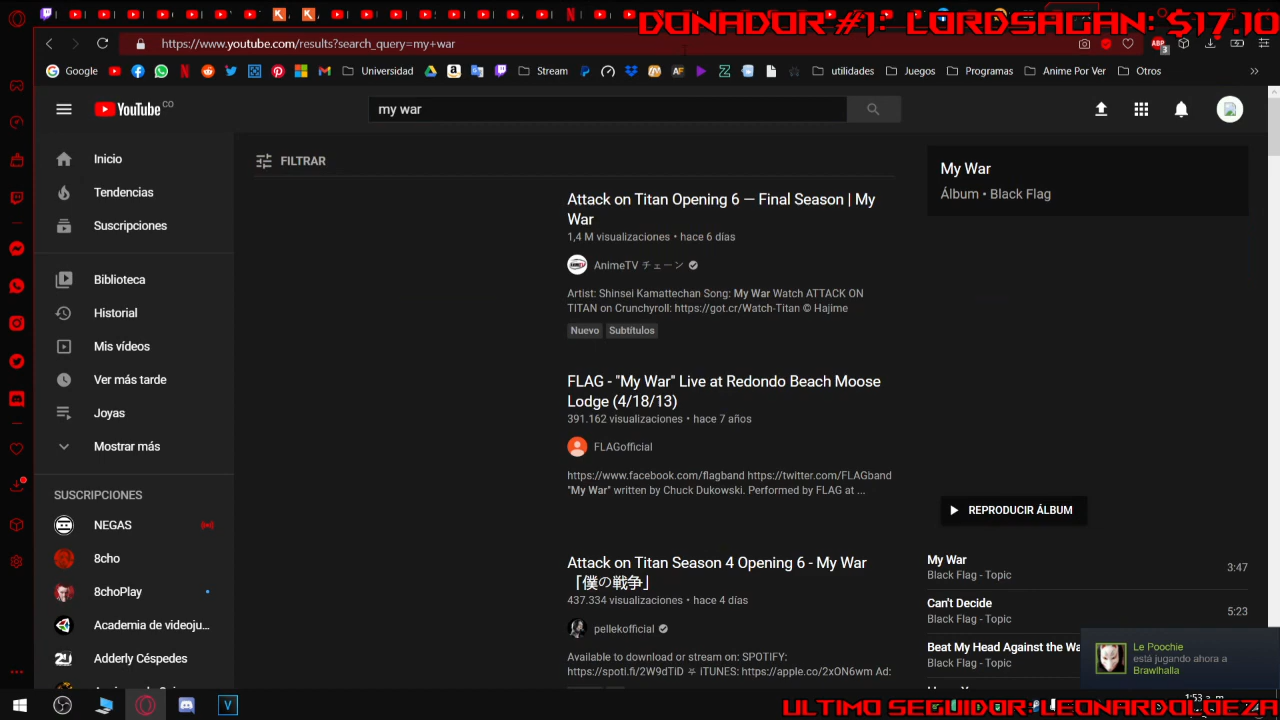 DONADOR #1: LORDSAGAN: $17.10
https://www.youtube.com/results?search_query=my+war
Google
Universidad
Stream
utilidades
Juegos
Programas
Anime Por Ver
Otros
YouTube CO
my war
Inicio
Tendencias
Suscripciones
Biblioteca
Historial
Mis vídeos
Ver más tarde
Joyas
Mostrar más
SUSCRIPCIONES
NEGAS
8cho
8choPlay
Academia de videoju...
Adderly Céspedes
FILTRAR
Attack on Titan Opening 6 — Final Season | My
War
1,4 M visualizaciones • hace 6 días
AnimeTV チェーン
Artist: Shinsei Kamattechan Song: My War Watch ATTACK ON
TITAN on Crunchyroll: https://got.cr/Watch-Titan © Hajime
Nuevo Subtítulos
FLAG - "My War" Live at Redondo Beach Moose
Lodge (4/18/13)
391.162 visualizaciones • hace 7 años
FLAGofficial
https://www.facebook.com/flagband https://twitter.com/FLAGband
"My War" written by Chuck Dukowski. Performed by FLAG at ...
Attack on Titan Season 4 Opening 6 - My War
「僕の戦争」
437.334 visualizaciones • hace 4 días
pellekofficial
Available to download or stream on: SPOTIFY:
https://spoti.fi/2W9dTiD ⛧ ITUNES: https://apple.co/2xON6wm Ad:
My War
Álbum • Black Flag
REPRODUCIR ÁLBUM
My War
Black Flag - Topic
3:47
Can't Decide
Black Flag - Topic
5:23
Beat My Head Against the Wa
Black Flag - Topic
Le Poochie
está jugando ahora a
Brawlhalla
1:53 a. m.
ULTIMO SEGUIDOR: LEONARDOLOEZA